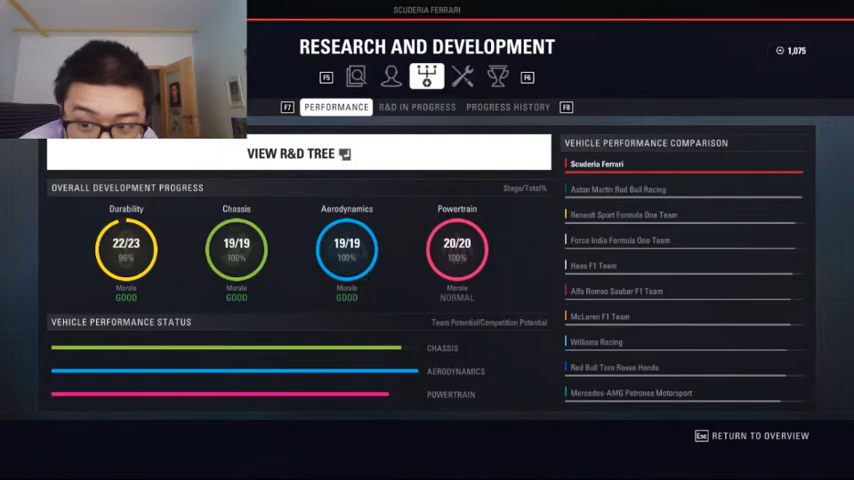 SCUDERIA FERRARI
RESEARCH AND DEVELOPMENT
1,075
F5
F6
F7
PERFORMANCE
R&D IN PROGRESS
PROGRESS HISTORY
F8
VIEW R&D TREE
OVERALL DEVELOPMENT PROGRESS
Stage/Total%
Durability
Chassis
Aerodynamics
Powertrain
22/23
19/19
19/19
20/20
96%
100%
100%
100%
Morale
Morale
Morale
Morale
GOOD
GOOD
GOOD
NORMAL
VEHICLE PERFORMANCE STATUS
Team Potential/Competition Potential
CHASSIS
AERODYNAMICS
POWERTRAIN
VEHICLE PERFORMANCE COMPARISON
Scuderia Ferrari
Aston Martin Red Bull Racing
Renault Sport Formula One Team
Force India Formula One Team
Haas F1 Team
Alfa Romeo Sauber F1 Team
McLaren F1 Team
Williams Racing
Red Bull Toro Rosso Honda
Mercedes-AMG Petronas Motorsport
Esc RETURN TO OVERVIEW